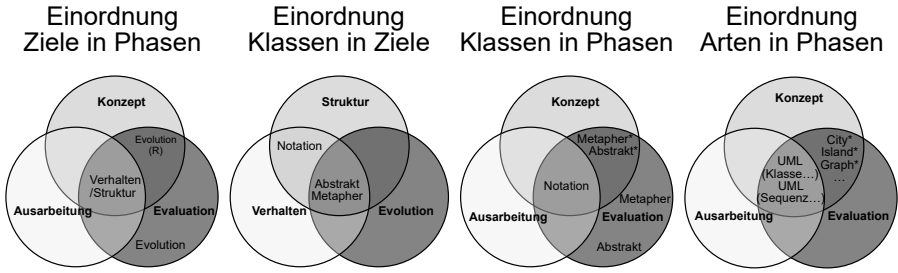 Einordnung
Ziele in Phasen
Konzept
Evolution
(R)
Verhalten
/Struktur
Ausarbeitung
Evaluation
Evolution
Einordnung
Klassen in Ziele
Struktur
Notation
Abstrakt
Metapher
Verhalten
Evolution
Einordnung
Klassen in Phasen
Konzept
Metapher*
Abstrakt*
Notation
Metapher
Ausarbeitung
Evaluation
Abstrakt
Einordnung
Arten in Phasen
Konzept
City*
Island*
Graph*
…
UML
(Klasse…)
UML
(Sequenz…)
Ausarbeitung
Evaluation